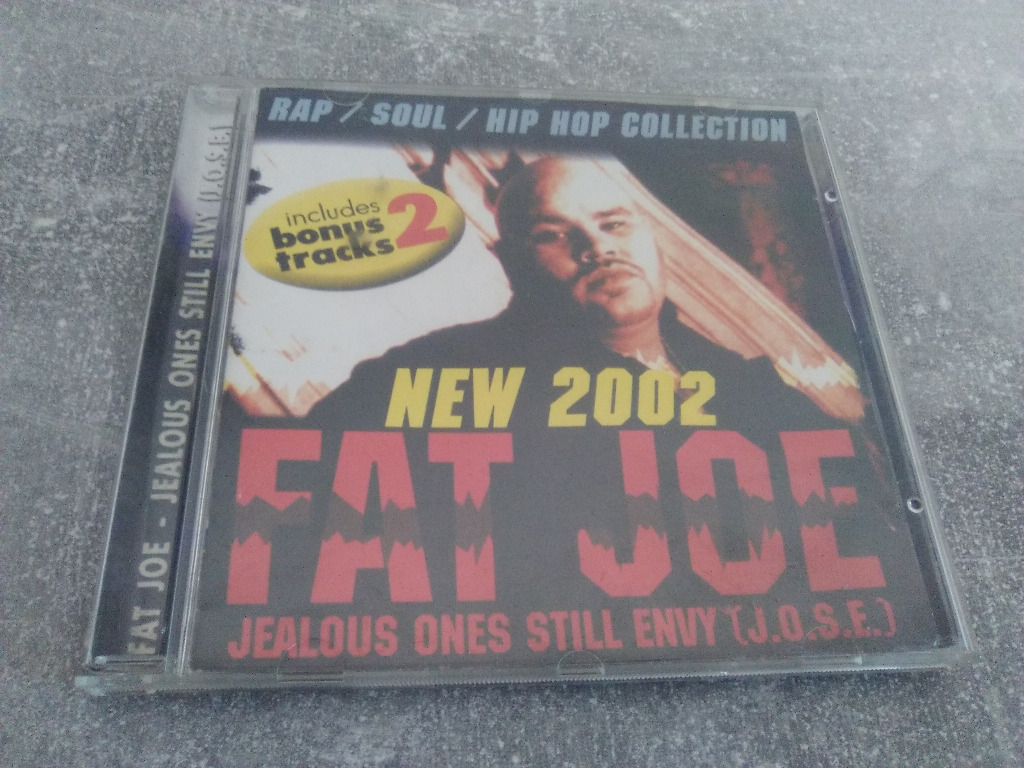 RAP / SOUL / HIP HOP COLLECTION
includes
bonus 2
tracks
NEW 2002
FAT JOE
JEALOUS ONES STILL ENVY (J.O.S.E.)
FAT JOE - JEALOUS ONES STILL ENVY (J.O.S.E.)